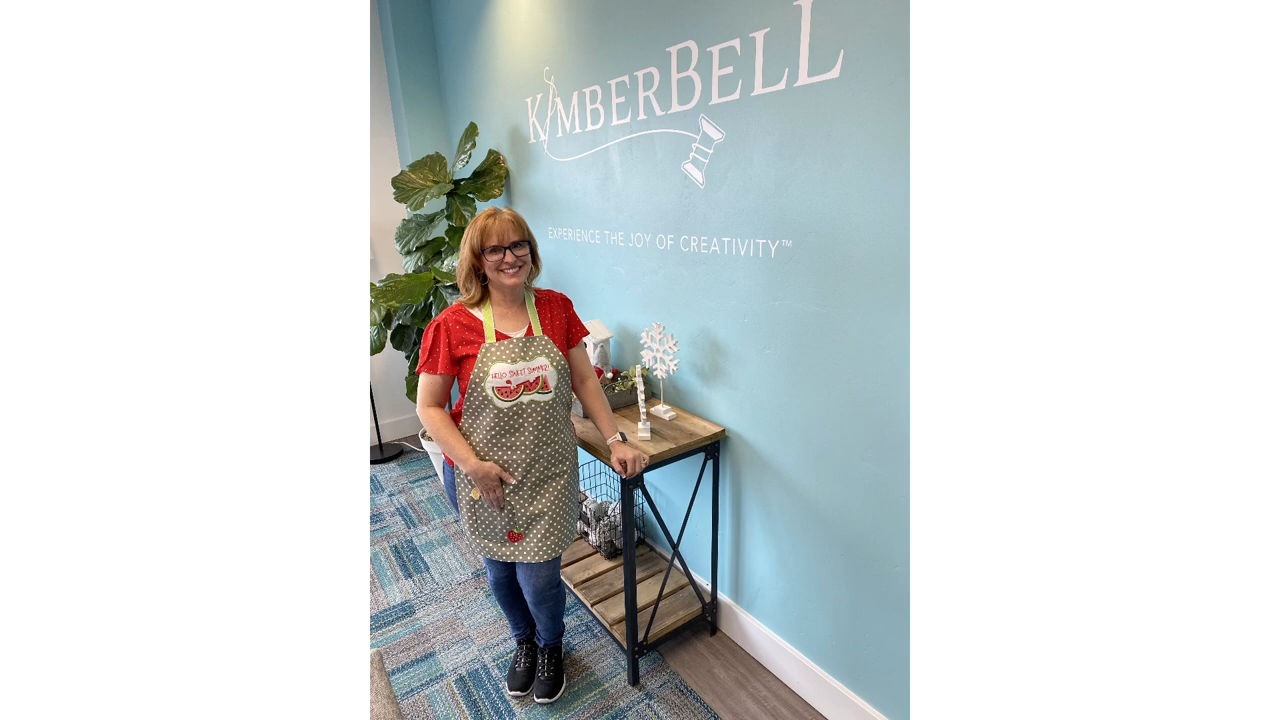 KIMBERBELL
EXPERIENCE THE JOY OF CREATIVITY™
HELLO SWEET SUMMER!